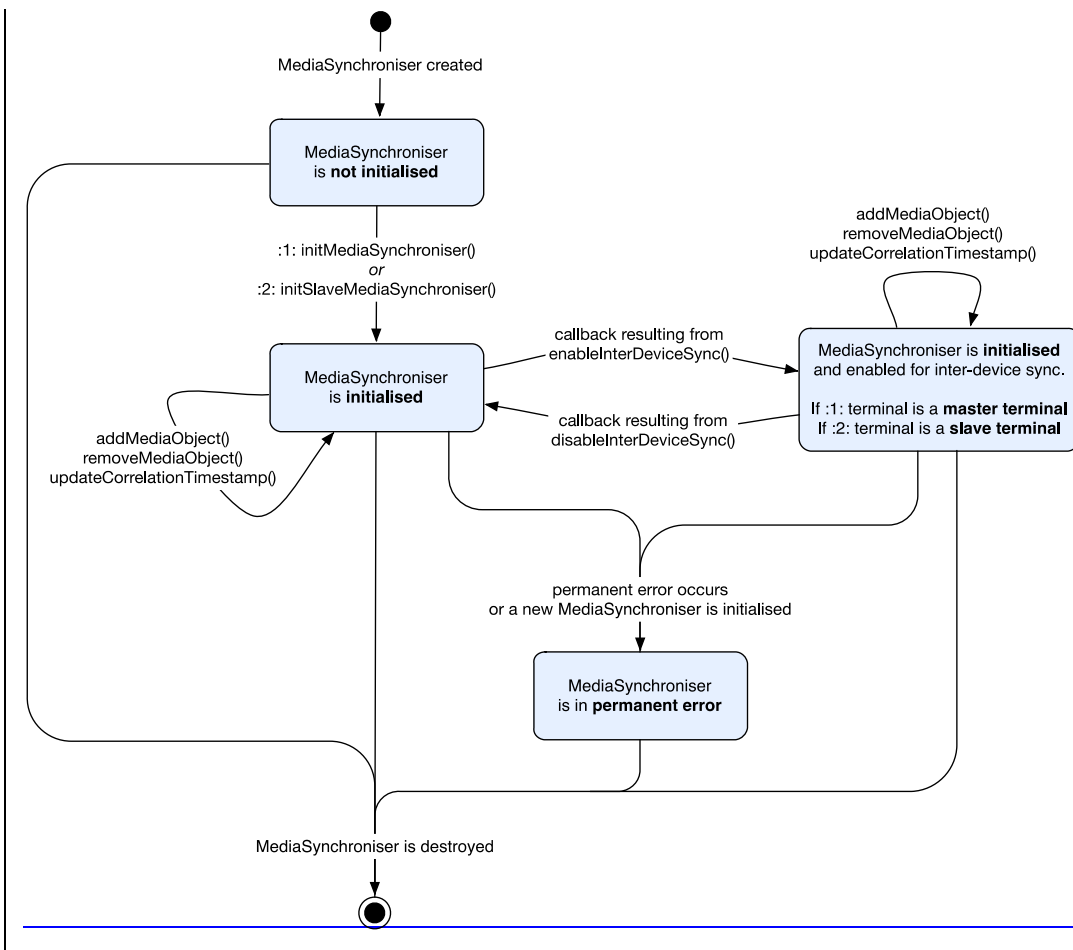 MediaSynchroniser created
MediaSynchroniser
is not initialised
:1: initMediaSynchroniser()
or
:2: initSlaveMediaSynchroniser()
addMediaObject()
removeMediaObject()
updateCorrelationTimestamp()
callback resulting from
enableInterDeviceSync()
MediaSynchroniser is initialised
and enabled for inter-device sync.
If :1: terminal is a master terminal
If :2: terminal is a slave terminal
MediaSynchroniser
is initialised
callback resulting from
disableInterDeviceSync()
addMediaObject()
removeMediaObject()
updateCorrelationTimestamp()
permanent error occurs
or a new MediaSynchroniser is initialised
MediaSynchroniser
is in permanent error
MediaSynchroniser is destroyed